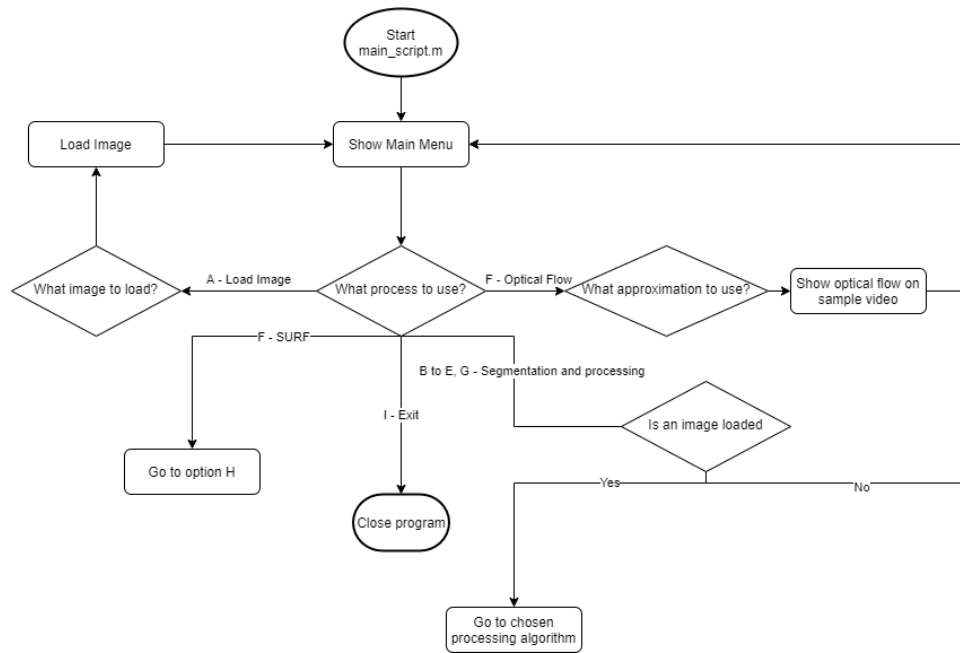 Start
main_script.m
Load Image
Show Main Menu
What image to load?
A - Load Image
What process to use?
F - Optical Flow
What approximation to use?
Show optical flow on
sample video
F - SURF
B to E, G - Segmentation and processing
I - Exit
Is an image loaded
Go to option H
Yes
No
Close program
Go to chosen
processing algorithm